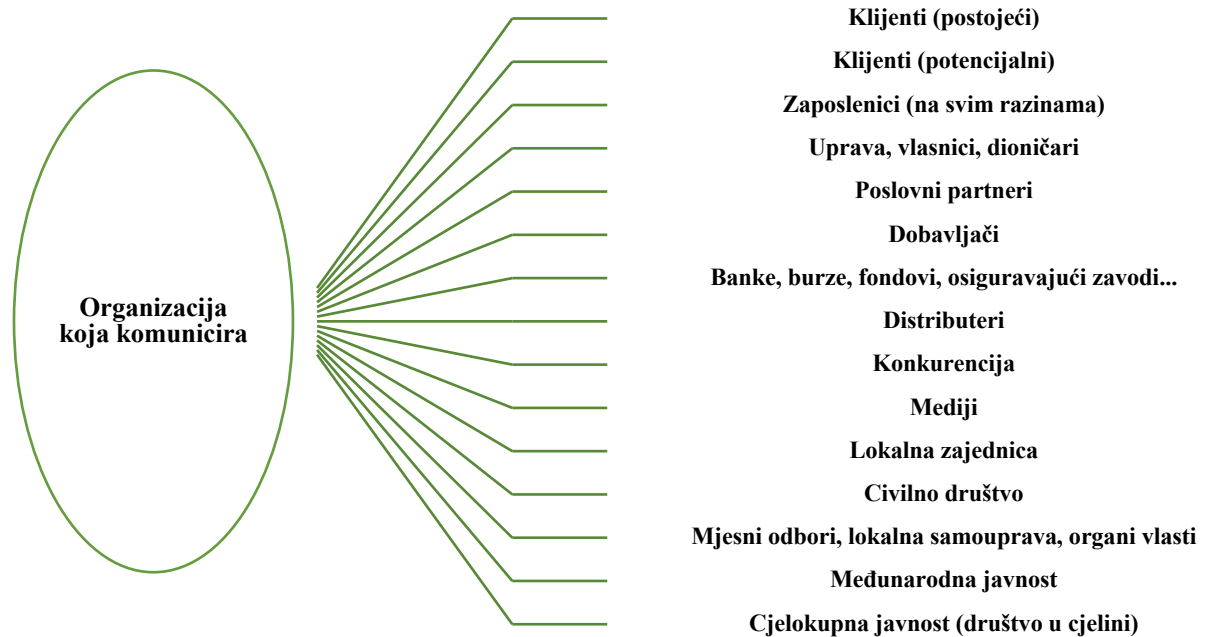 Klijenti (postojeći)
Klijenti (potencijalni)
Zaposlenici (na svim razinama)
Uprava, vlasnici, dioničari
Poslovni partneri
Dobavljači
Banke, burze, fondovi, osiguravajući zavodi...
Organizacija
koja komunicira
Distributeri
Konkurencija
Mediji
Lokalna zajednica
Civilno društvo
Mjesni odbori, lokalna samouprava, organi vlasti
Međunarodna javnost
Cjelokupna javnost (društvo u cjelini)